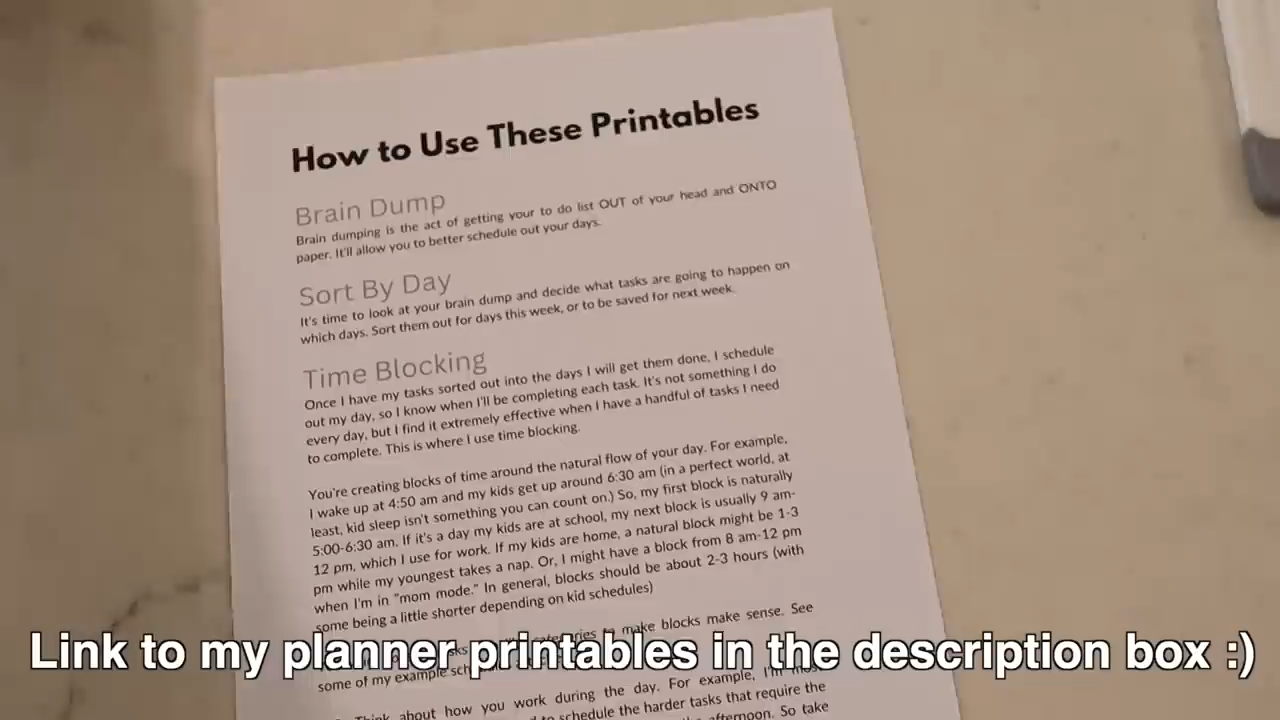 How to Use These Printables
Brain Dump
Brain dumping is the act of getting your to do list OUT of your head and ONTO
paper. It'll allow you to better schedule out your days.
Sort By Day
It's time to look at your brain dump and decide what tasks are going to happen on
which days. Sort them out for days this week, or to be saved for next week.
Time Blocking
Once I have my tasks sorted out into the days I will get them done, I schedule
out my day, so I know when I'll be completing each task. It's not something I do
every day, but I find it extremely effective when I have a handful of tasks I need
to complete. This is where I use time blocking.
You're creating blocks of time around the natural flow of your day. For example,
I wake up at 4:50 am and my kids get up around 6:30 am (in a perfect world, at
least, kid sleep isn't something you can count on.) So, my first block is naturally
5:00-6:30 am. If it's a day my kids are at school, my next block is usually 9 am-
12 pm, which I use for work. If my kids are home, a natural block might be 1-3
pm while my youngest takes a nap. Or, I might have a block from 8 am-12 pm
when I'm in "mom mode." In general, blocks should be about 2-3 hours (with
some being a little shorter depending on kid schedules)
make blocks make sense. See
Link to my planner printables in the description box :)
some of my example
Think about how you work during the day. For example, I'm most
to schedule the harder tasks that require the
afternoon. So take